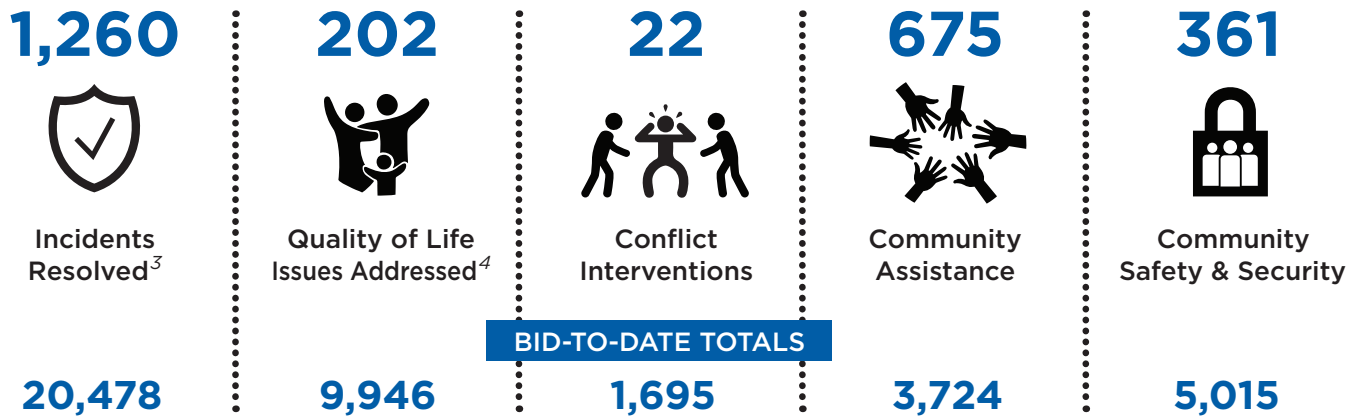 1,260
202
22
675
361
Incidents
Resolved3
Quality of Life
Issues Addressed4
Conflict
Interventions
Community
Assistance
Community
Safety & Security
BID-TO-DATE TOTALS
20,478
9,946
1,695
3,724
5,015